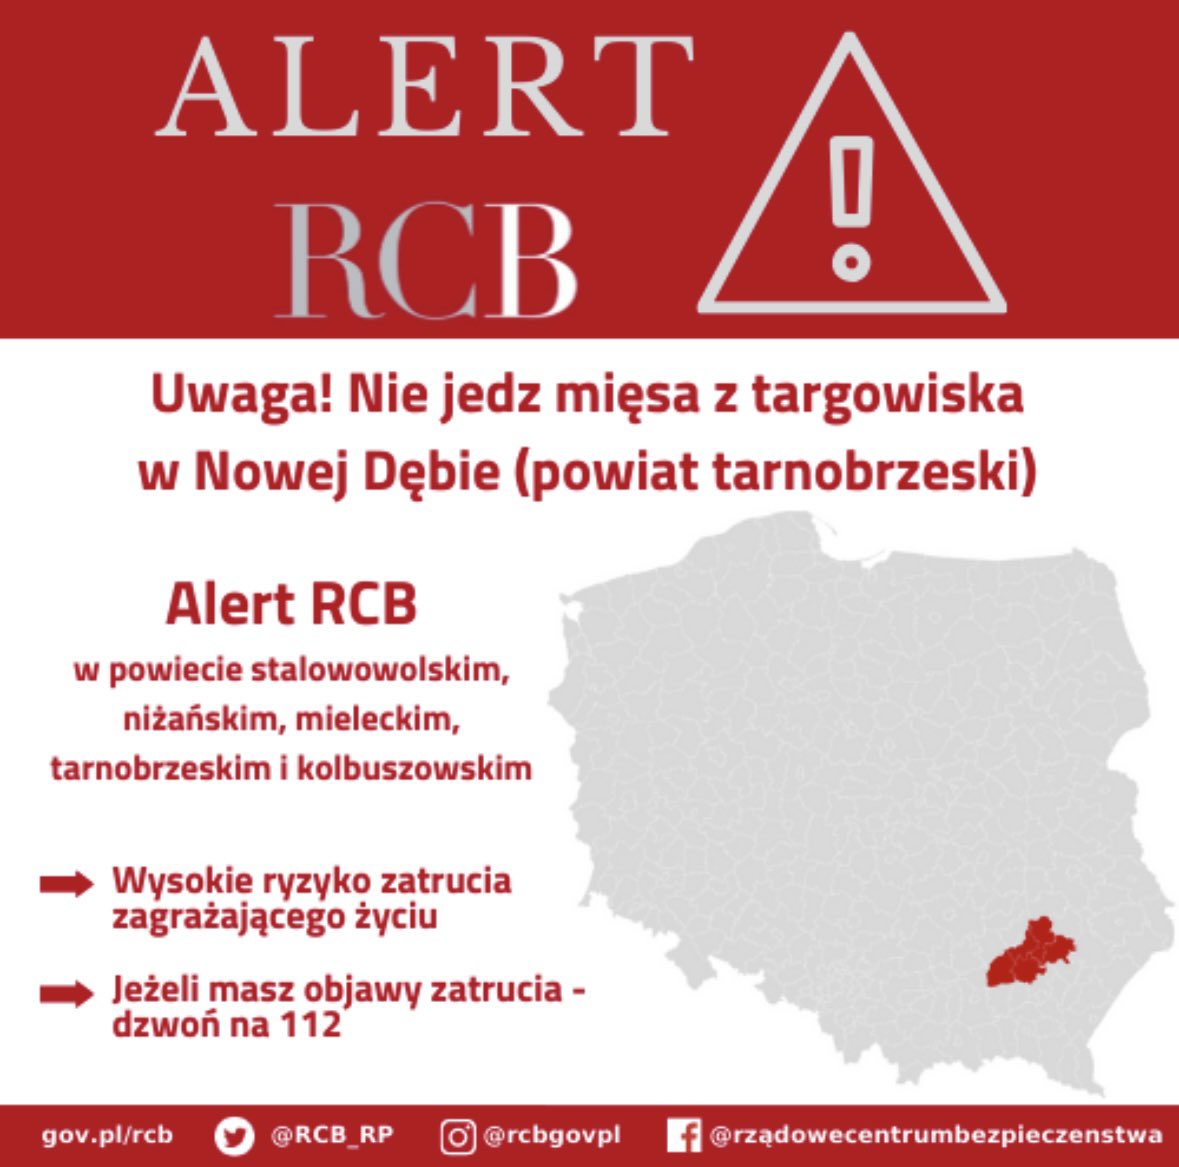 ALERT
RCB
Uwaga! Nie jedz mięsa z targowiska
w Nowej Dębie (powiat tarnobrzeski)
Alert RCB
w powiecie stalowowolskim,
niżańskim, mieleckim,
tarnobrzeskim i kolbuszowskim
Wysokie ryzyko zatrucia
zagrażającego życiu
Jeżeli masz objawy zatrucia -
dzwoń na 112
gov.pl/rcb @RCB_RP @rcbgovpl @rządowecentrumbezpieczenstwa